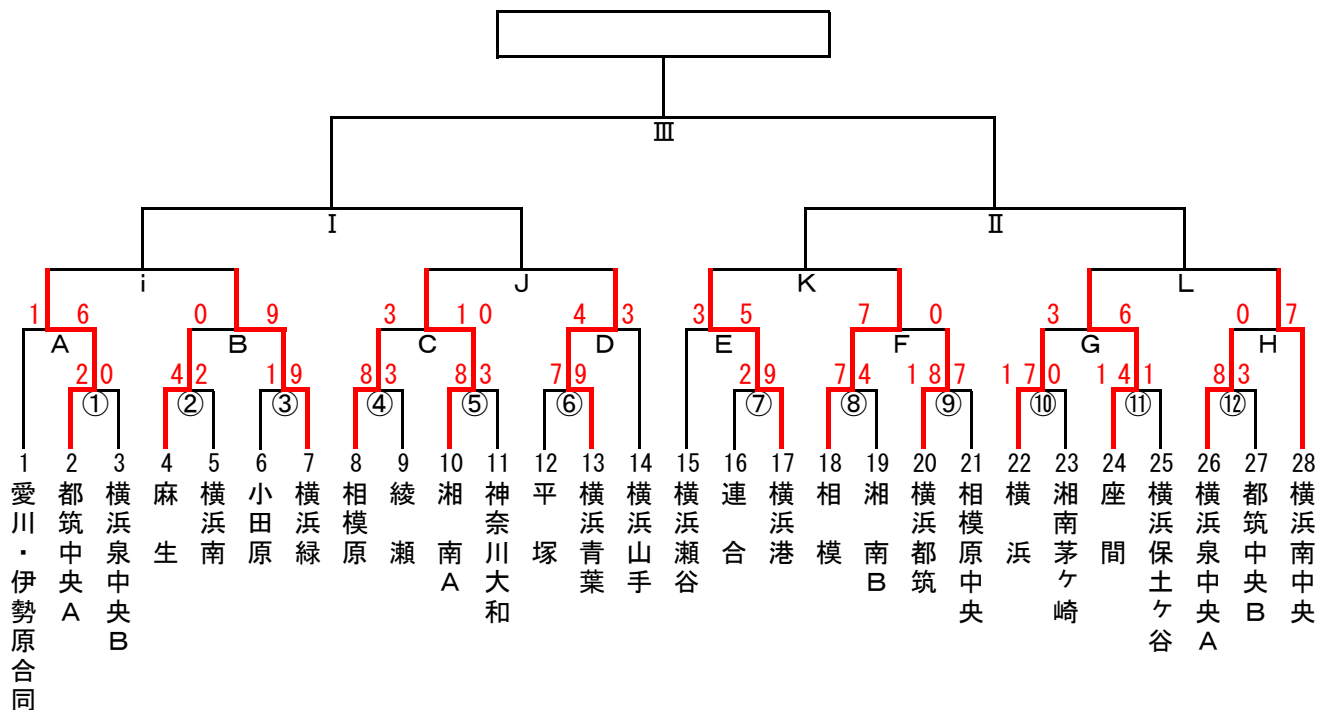 Ⅲ
Ⅰ Ⅱ
i J K L
1 6 0 9 3 1 0 4 3 3 5 7 0 3 6 0 7
A B C D E F G H
2 0 4 2 1 9 8 3 8 3 7 9 2 9 7 4 1 8 7 1 7 0 1 4 1 8 3
① ② ③ ④ ⑤ ⑥ ⑦ ⑧ ⑨ ⑩ ⑪ ⑫
1 2 3 4 5 6 7 8 9 10 11 12 13 14 15 16 17 18 19 20 21 22 23 24 25 26 27 28
愛川・伊勢原合同
都筑中央A
横浜泉中央B
麻生
横浜南
小田原
横浜緑
相模原
綾瀬
湘南A
神奈川大和
平塚
横浜青葉
横浜山手
横浜瀬谷
連合
横浜港
相模
湘南B
横浜都筑
相模原中央
横浜
湘南茅ケ崎
座間
横浜保土ケ谷
横浜泉中央A
都筑中央B
横浜南中央